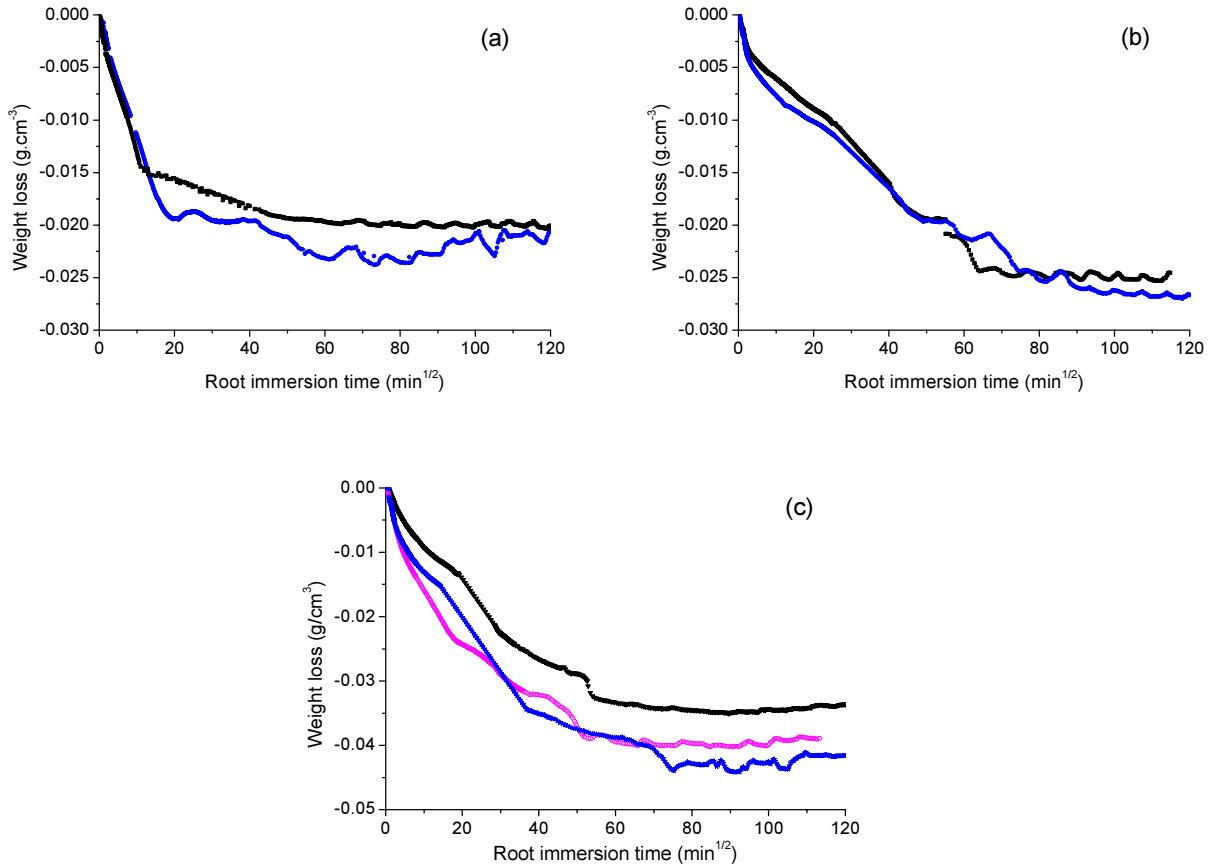 (a)
Weight loss (g.cm-3)
0.000
-0.005
-0.010
-0.015
-0.020
-0.025
-0.030
0 20 40 60 80 100 120
Root immersion time (min1/2)
(b)
Weight loss (g.cm-3)
0.000
-0.005
-0.010
-0.015
-0.020
-0.025
-0.030
0 20 40 60 80 100 120
Root immersion time (min1/2)
(c)
Weight loss (g/cm3)
0.00
-0.01
-0.02
-0.03
-0.04
-0.05
0 20 40 60 80 100 120
Root immersion time (min1/2)